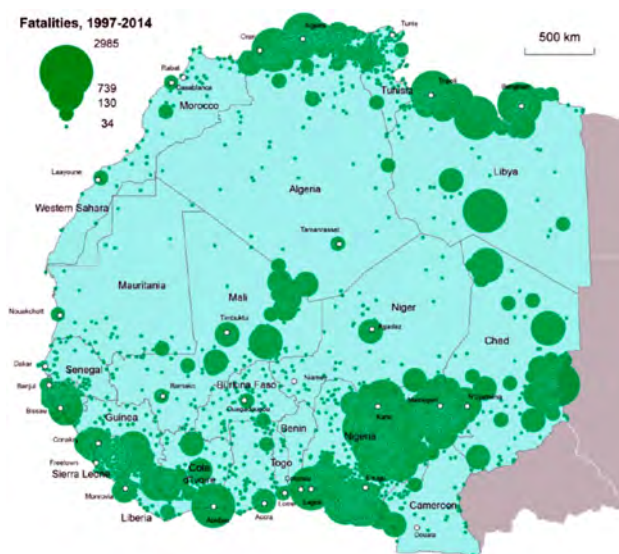 Fatalities, 1997-2014
2985
739
130
34
500 km
Algiers
Oran
Tunis
Rabat
Casablanca
Morocco
Tunisia
Tripoli
Benghazi
Laayoune
Western Sahara
Algeria
Libya
Tamanrasset
Mauritania
Mali
Niger
Chad
Nouakchott
Timbuktu
Agadez
Dakar
Senegal
Banjul
Bissau
Bamako
Burkina Faso
Ouagadougou
Niamey
Guinea
Benin
Kano
Maiduguri
N'Djamena
Nigeria
Conakry
Freetown
Sierra Leone
Togo
Cote
d'Ivoire
Monrovia
Liberia
Abidjan
Accra
Lome
Cotonou
Lagos
Enugu
Cameroon
Douala